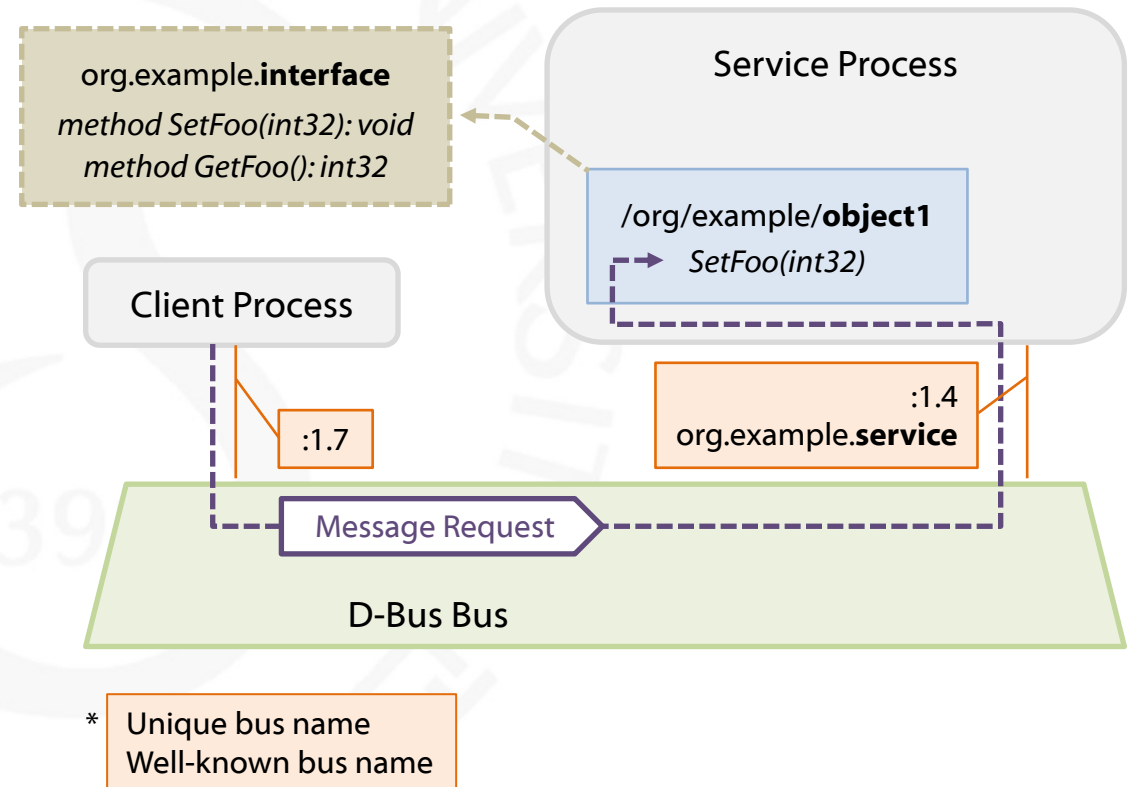 org.example.interface
method SetFoo(int32): void
method GetFoo(): int32
Service Process
/org/example/object1
SetFoo(int32)
Client Process
:1.7
:1.4
org.example.service
Message Request
D-Bus Bus
* Unique bus name
Well-known bus name
39